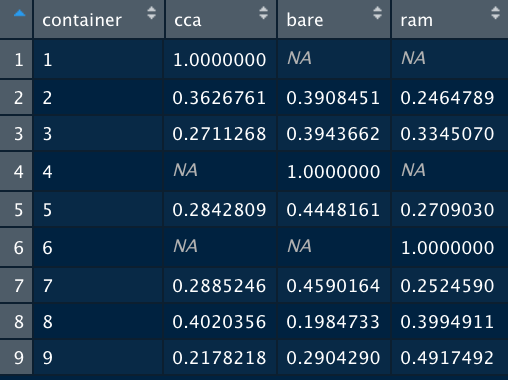 container cca bare ram
1 1 1.0000000 NA NA
2 2 0.3626761 0.3908451 0.2464789
3 3 0.2711268 0.3943662 0.3345070
4 4 NA 1.0000000 NA
5 5 0.2842809 0.4448161 0.2709030
6 6 NA NA 1.0000000
7 7 0.2885246 0.4590164 0.2524590
8 8 0.4020356 0.1984733 0.3994911
9 9 0.2178218 0.2904290 0.4917492